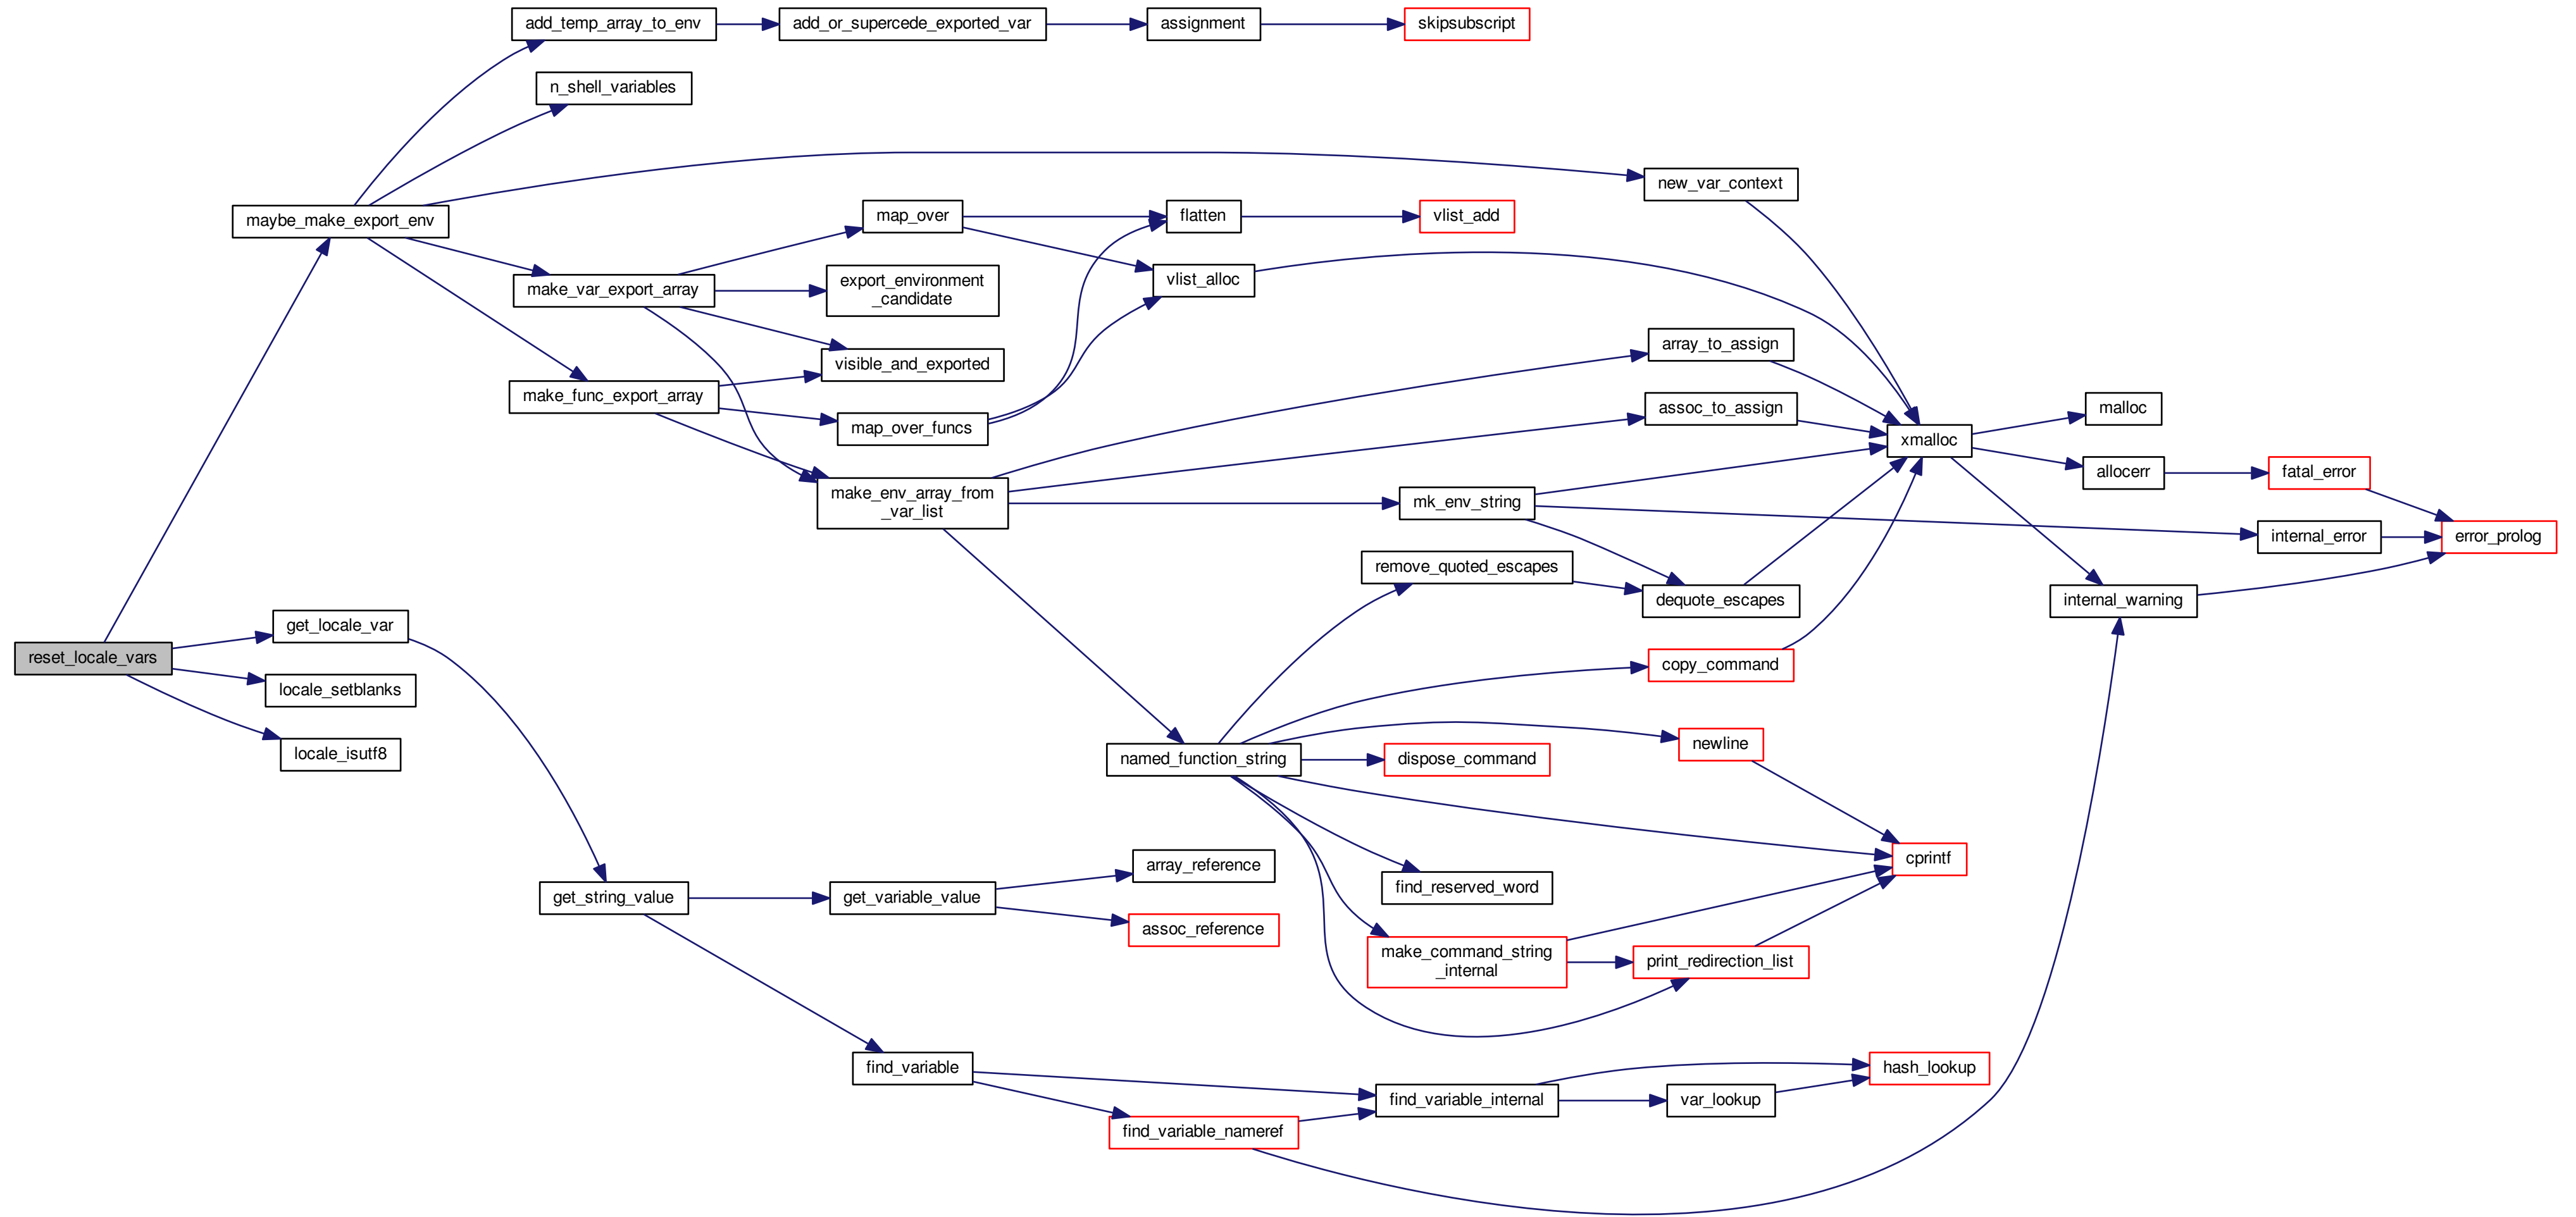 add_temp_array_to_env
add_or_supercede_exported_var
assignment
skipsubscript
n_shell_variables
new_var_context
maybe_make_export_env
map_over
flatten
vlist_add
make_var_export_array
export_environment
_candidate
vlist_alloc
visible_and_exported
array_to_assign
make_func_export_array
map_over_funcs
assoc_to_assign
xmalloc
malloc
allocerr
fatal_error
make_env_array_from
_var_list
mk_env_string
internal_error
error_prolog
remove_quoted_escapes
dequote_escapes
internal_warning
get_locale_var
reset_locale_vars
locale_setblanks
locale_isutf8
copy_command
newline
named_function_string
dispose_command
cprintf
find_reserved_word
get_string_value
get_variable_value
array_reference
assoc_reference
make_command_string
_internal
print_redirection_list
find_variable
find_variable_internal
var_lookup
hash_lookup
find_variable_nameref